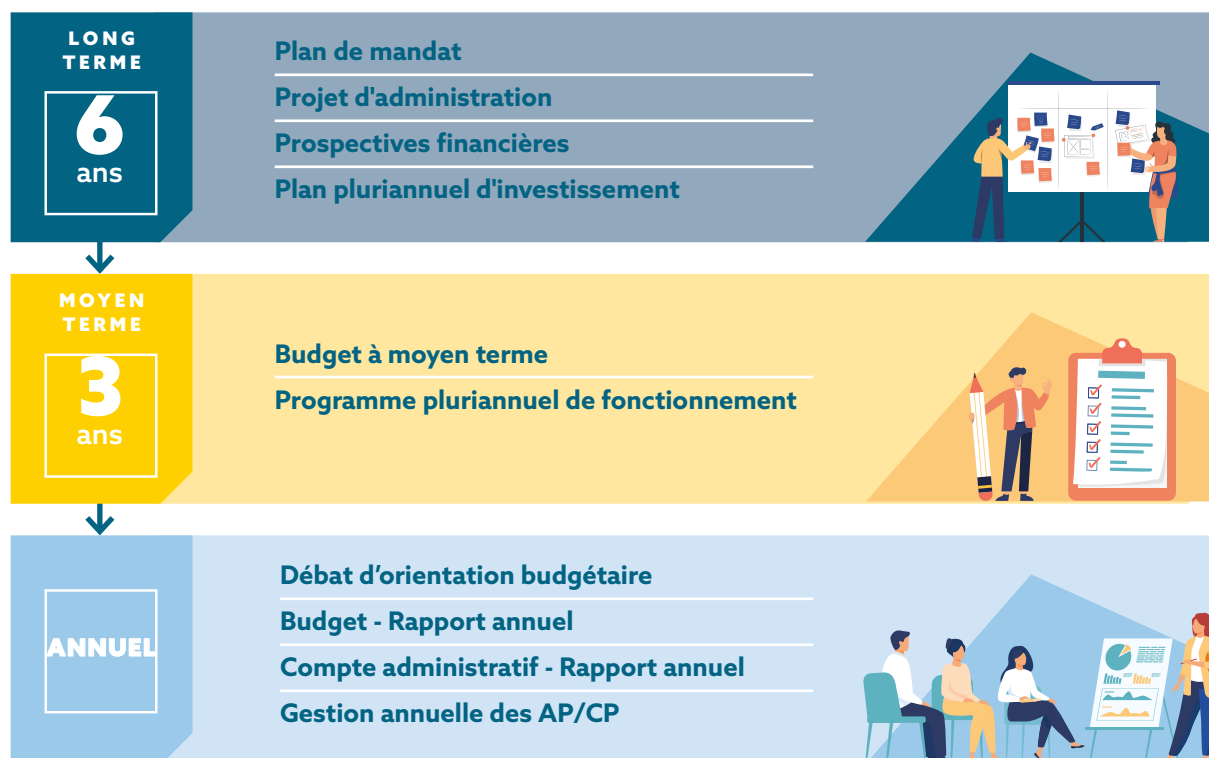 LONG
TERME
6
ans
Plan de mandat
Projet d'administration
Prospectives financières
Plan pluriannuel d'investissement
MOYEN
TERME
3
ans
Budget à moyen terme
Programme pluriannuel de fonctionnement
ANNUEL
Débat d’orientation budgétaire
Budget - Rapport annuel
Compte administratif - Rapport annuel
Gestion annuelle des AP/CP